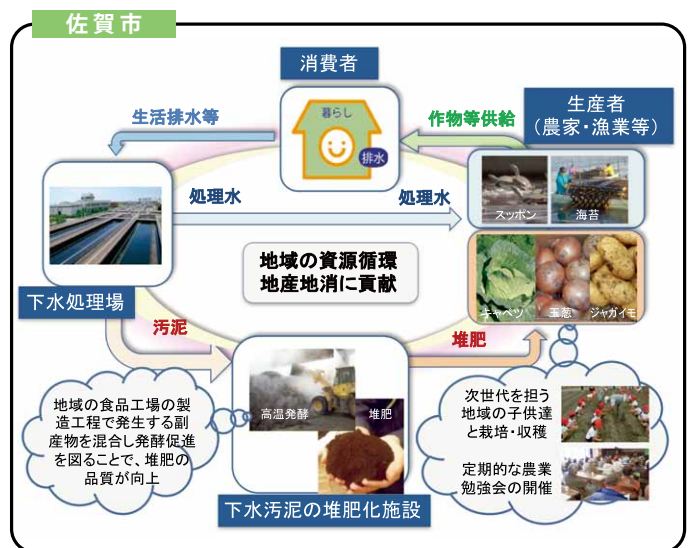 佐賀市
消費者
暮らし
排水
生活排水等
作物等供給
生産者
（農家・漁業等）
スッポン
海苔
処理水
処理水
地域の資源循環
地産地消に貢献
キャベツ
玉葱
ジャガイモ
下水処理場
汚泥
堆肥
地域の食品工場の製
造工程で発生する副
産物を混合し発酵促進
を図ることで、堆肥の
品質が向上
高温発酵
堆肥
次世代を担う
地域の子供達
と栽培・収穫
定期的な農業
勉強会の開催
下水汚泥の堆肥化施設